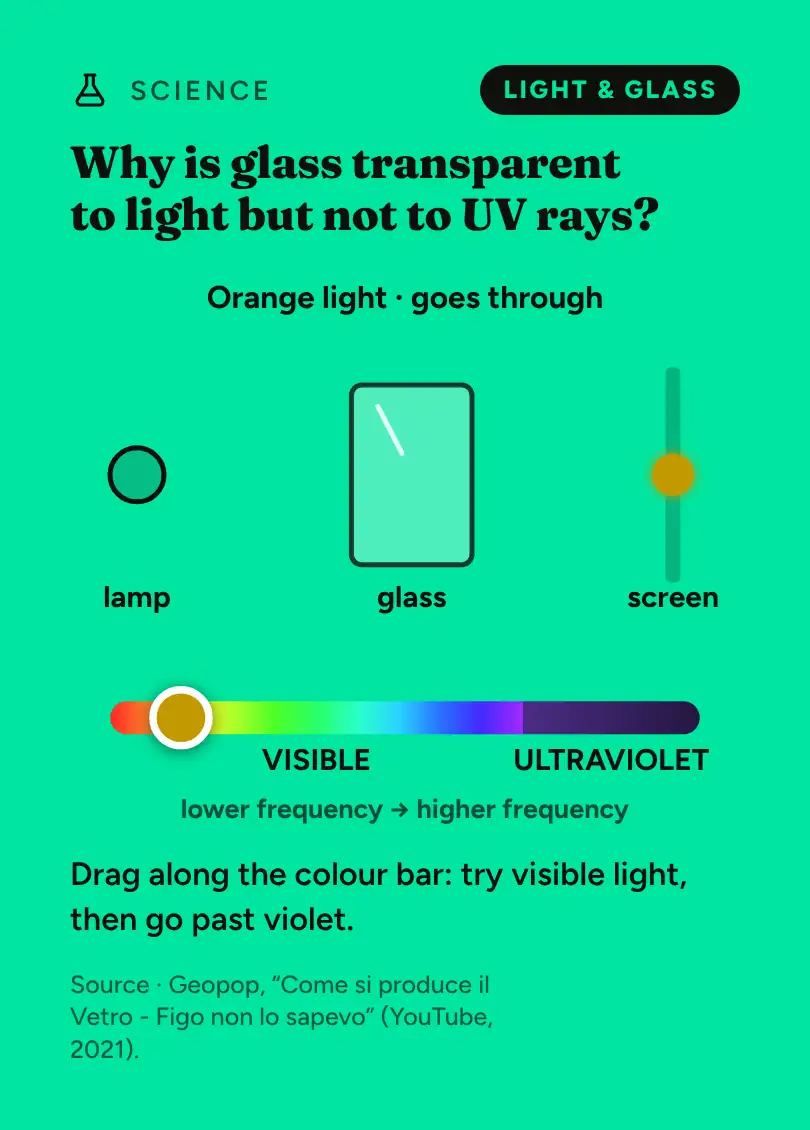 SCIENCE
LIGHT & GLASS
Why is glass transparent
to light but not to UV rays?
Orange light · goes through
lamp
glass
screen
VISIBLE
ULTRAVIOLET
lower frequency → higher frequency
Drag along the colour bar: try visible light,
then go past violet.
Source · Geopop, “Come si produce il
Vetro - Figo non lo sapevo” (YouTube,
2021).